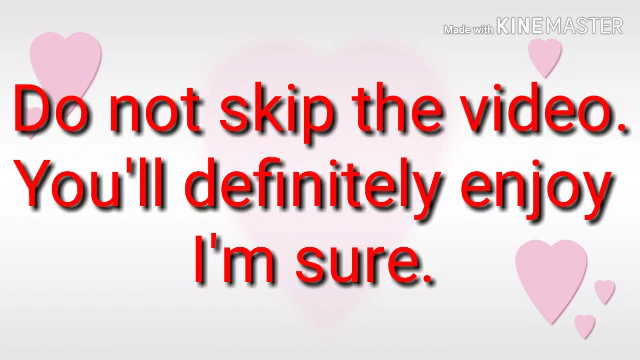 Made with KINEMASTER
Do not skip the video.
You'll definitely enjoy
I'm sure.